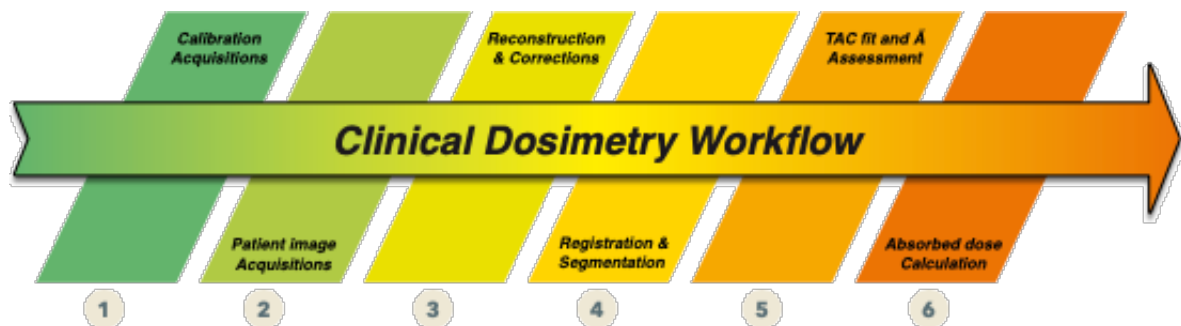 Calibration
Acquisitions
Reconstruction
& Corrections
TAC fit and Ã
Assessment
Clinical Dosimetry Workflow
Patient image
Acquisitions
Registration &
Segmentation
Absorbed dose
Calculation
1
2
3
4
5
6